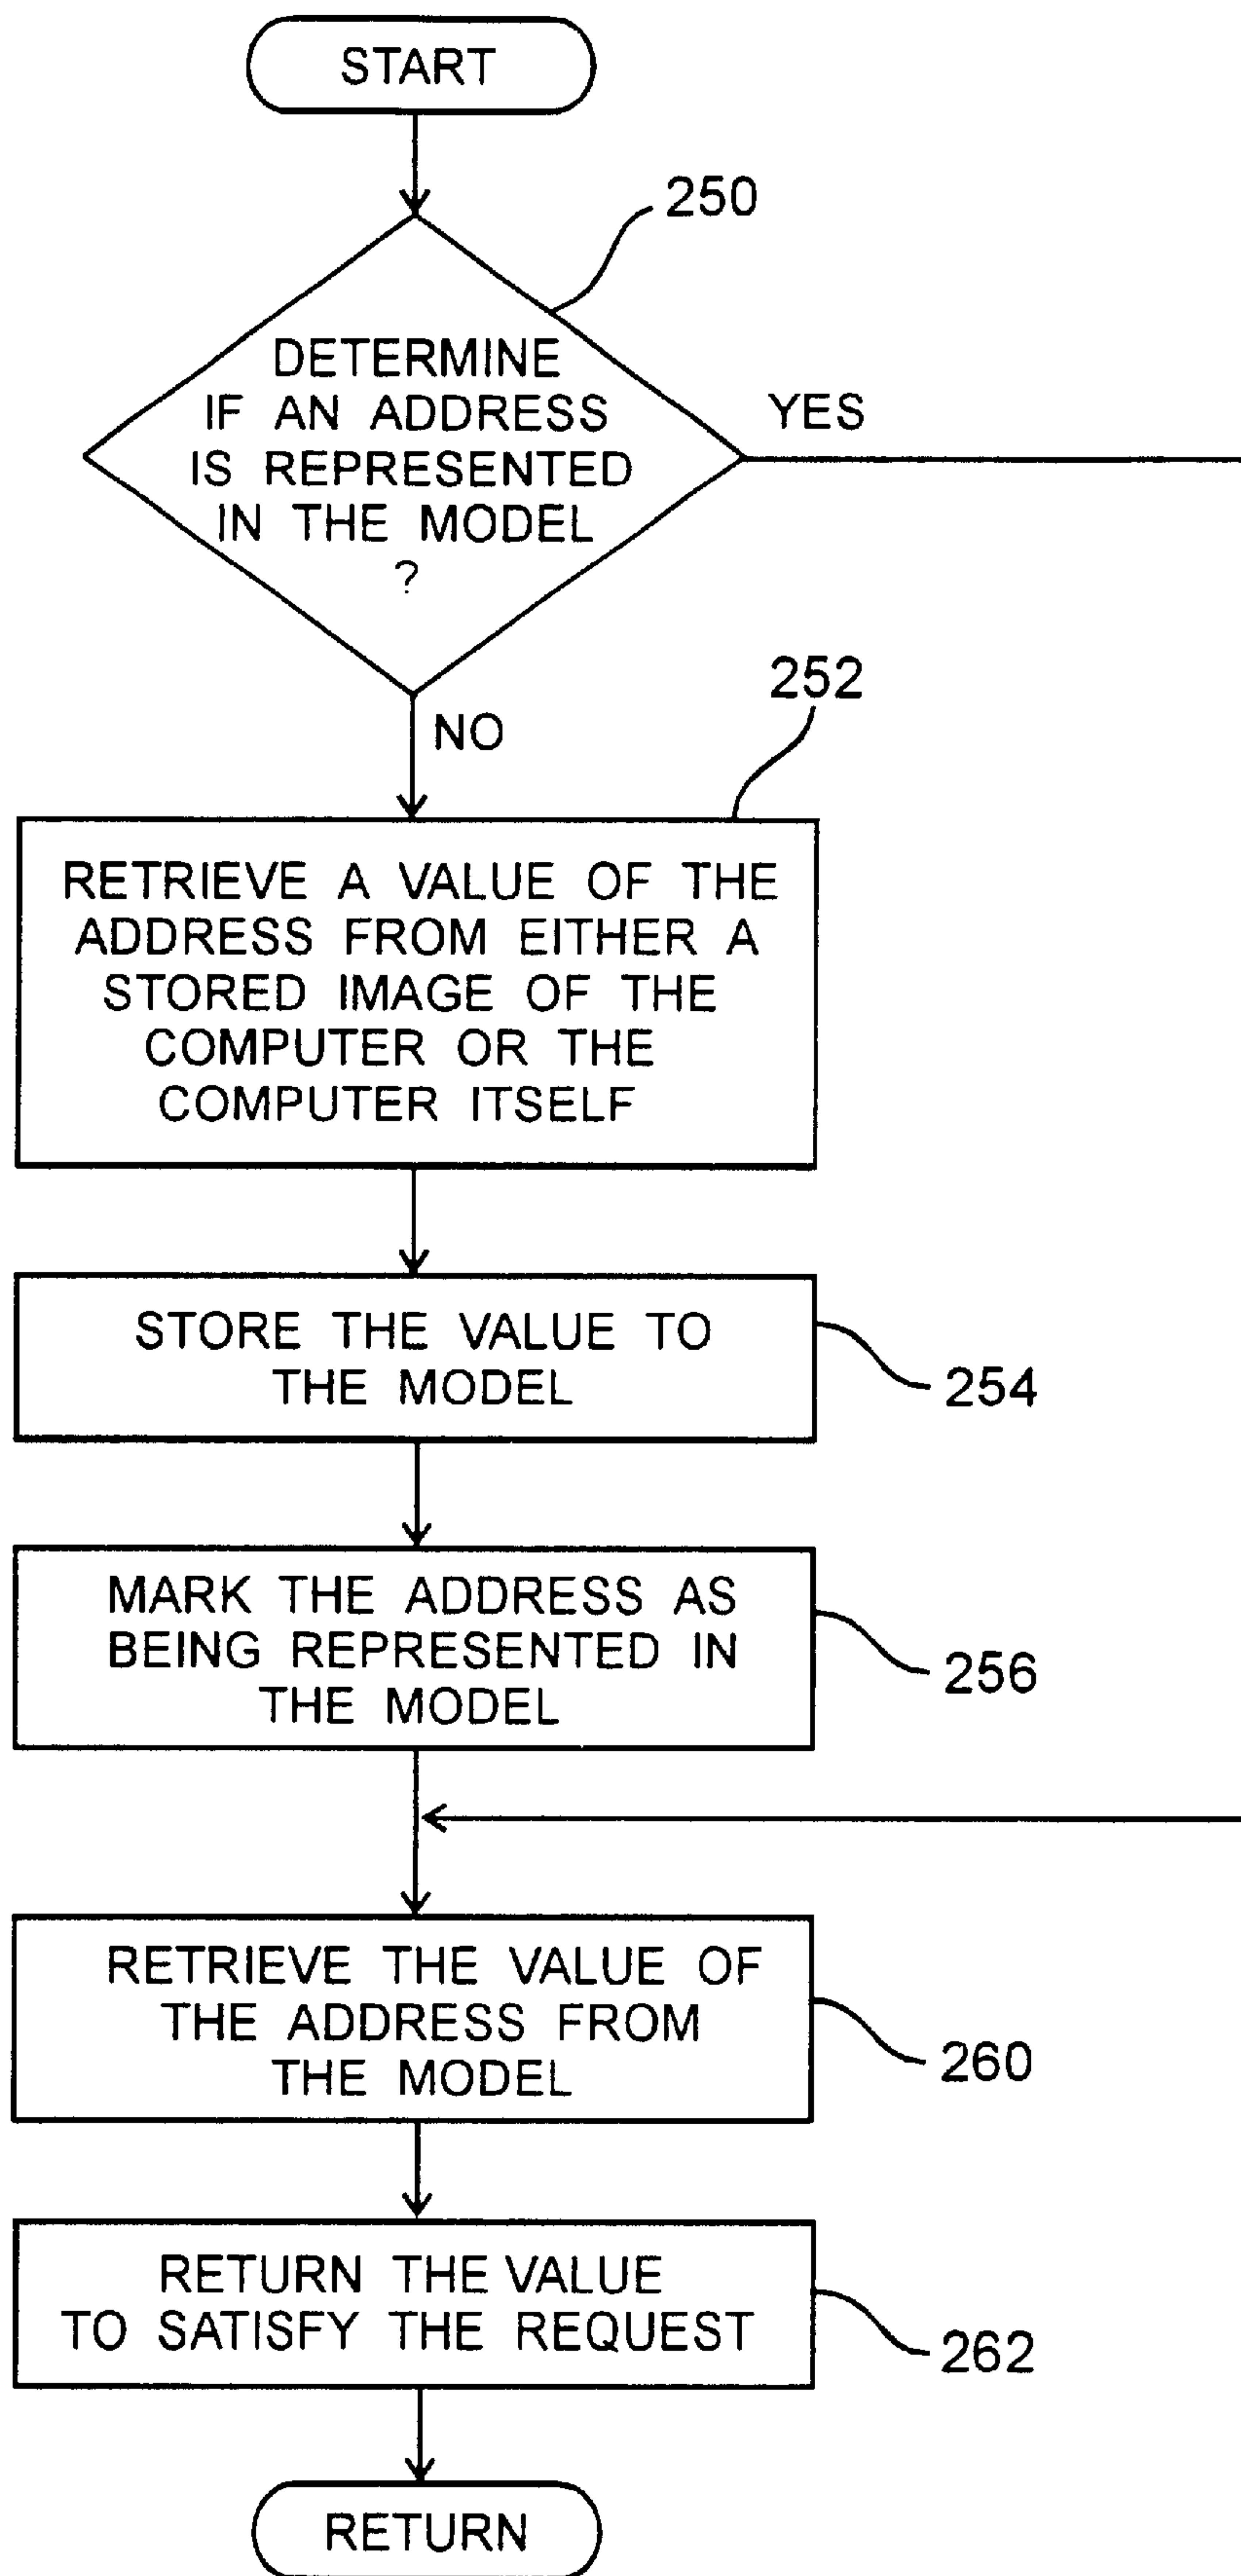 START
250
DETERMINE
IF AN ADDRESS
IS REPRESENTED
IN THE MODEL
?
YES
NO
252
RETRIEVE A VALUE OF THE
ADDRESS FROM EITHER A
STORED IMAGE OF THE
COMPUTER OR THE
COMPUTER ITSELF
STORE THE VALUE TO
THE MODEL
254
MARK THE ADDRESS AS
BEING REPRESENTED IN
THE MODEL
256
RETRIEVE THE VALUE OF
THE ADDRESS FROM
THE MODEL
260
RETURN THE VALUE
TO SATISFY THE REQUEST
262
RETURN